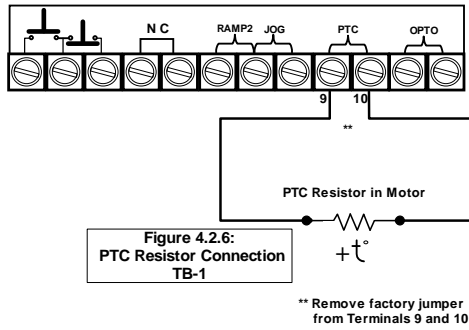 N C
RAMP2 JOG PTC OPTO
9 10
**
PTC Resistor in Motor
Figure 4.2.6:
PTC Resistor Connection
TB-1
+t°
** Remove factory jumper
from Terminals 9 and 10